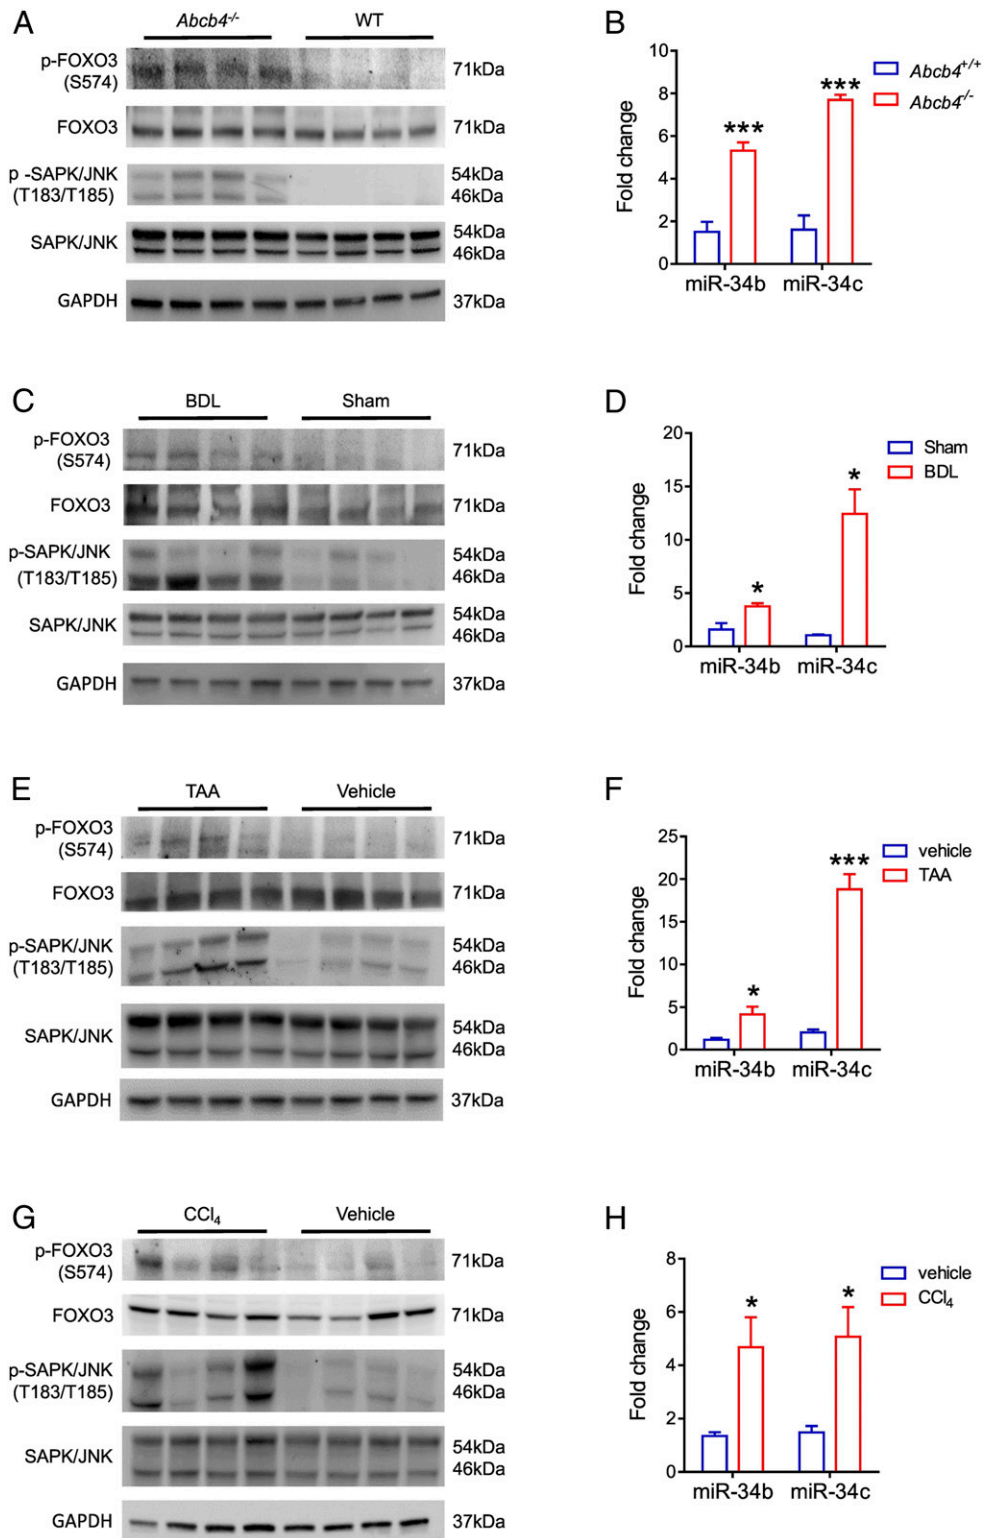 A
Abcb4-/-
WT
p-FOXO3
(S574)
71kDa
FOXO3
71kDa
p -SAPK/JNK
(T183/T185)
54kDa
46kDa
SAPK/JNK
54kDa
46kDa
GAPDH
37kDa
B
Fold change
10
8
6
4
2
0
***
***
miR-34b
miR-34c
Abcb4+/+
Abcb4r/-
C
BDL
Sham
p-FOXO3
(S574)
71kDa
FOXO3
71kDa
p-SAPK/JNK
(T183/T185)
54kDa
46kDa
SAPK/JNK
54kDa
46kDa
GAPDH
37kDa
D
Fold change
20
15
10
5
0
*
*
miR-34b
miR-34c
Sham
BDL
E
TAA
Vehicle
p-FOXO3
(S574)
71kDa
FOXO3
71kDa
p-SAPK/JNK
(T183/T185)
54kDa
46kDa
SAPK/JNK
54kDa
46kDa
GAPDH
37kDa
F
Fold change
25
20
15
10
5
0
*
***
miR-34b
miR-34c
vehicle
TAA
G
CCl4
Vehicle
p-FOXO3
(S574)
71kDa
FOXO3
71kDa
p-SAPK/JNK
(T183/T185)
54kDa
46kDa
SAPK/JNK
54kDa
46kDa
GAPDH
37kDa
H
Fold change
8
6
4
2
0
*
*
miR-34b
miR-34c
vehicle
CCl4